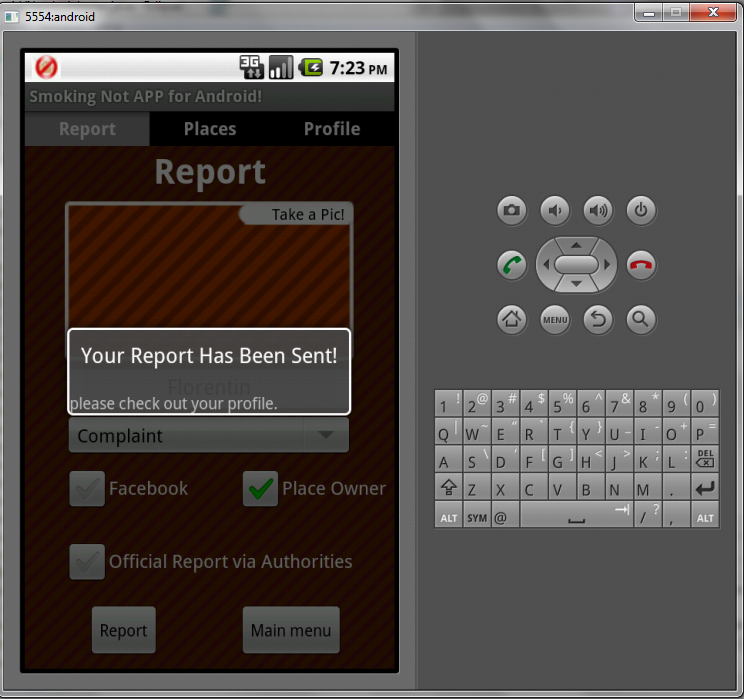 5554:android
3G 7:23 PM
Smoking Not APP for Android!
Report Places Profile
Report
Take a Pic!
Your Report Has Been Sent!
Florentin
please check out your profile.
Complaint
Facebook Place Owner
Official Report via Authorities
Report Main menu
MENU
1 ! 2 @ 3 # 4 $ 5 % 6 ^ 7 & 8 * 9 ( 0 )
Q | W ~ E “ R ` T { Y } U _ I - O + P =
A S \ D ‘ F [ G ] H < J > K ; L : DEL
Z X C V B N M .
ALT SYM @ / ? , ALT